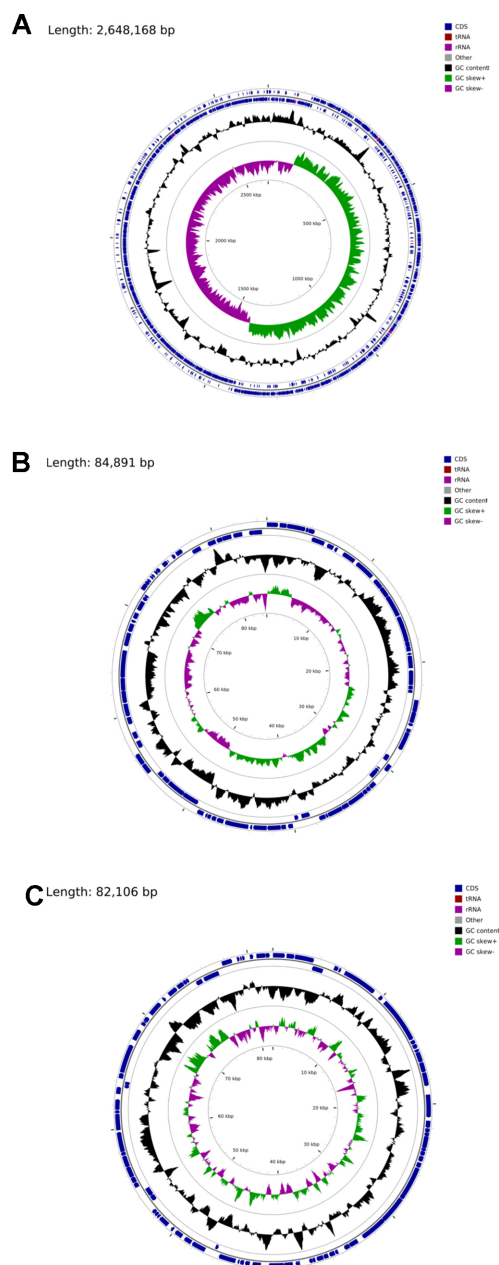 A
Length: 2,648,168 bp
CDS
tRNA
rRNA
Other
GC content
GC skew+
GC skew-
2500 kbp
500 kbp
2000 kbp
1500 kbp
1000 kbp
B
Length: 84,891 bp
CDS
tRNA
rRNA
Other
GC content
GC skew+
GC skew-
80 kbp
10 kbp
70 kbp
20 kbp
60 kbp
30 kbp
50 kbp
40 kbp
C
Length: 82,106 bp
CDS
tRNA
rRNA
Other
GC content
GC skew+
GC skew-
80 kbp
10 kbp
70 kbp
20 kbp
60 kbp
30 kbp
50 kbp
40 kbp